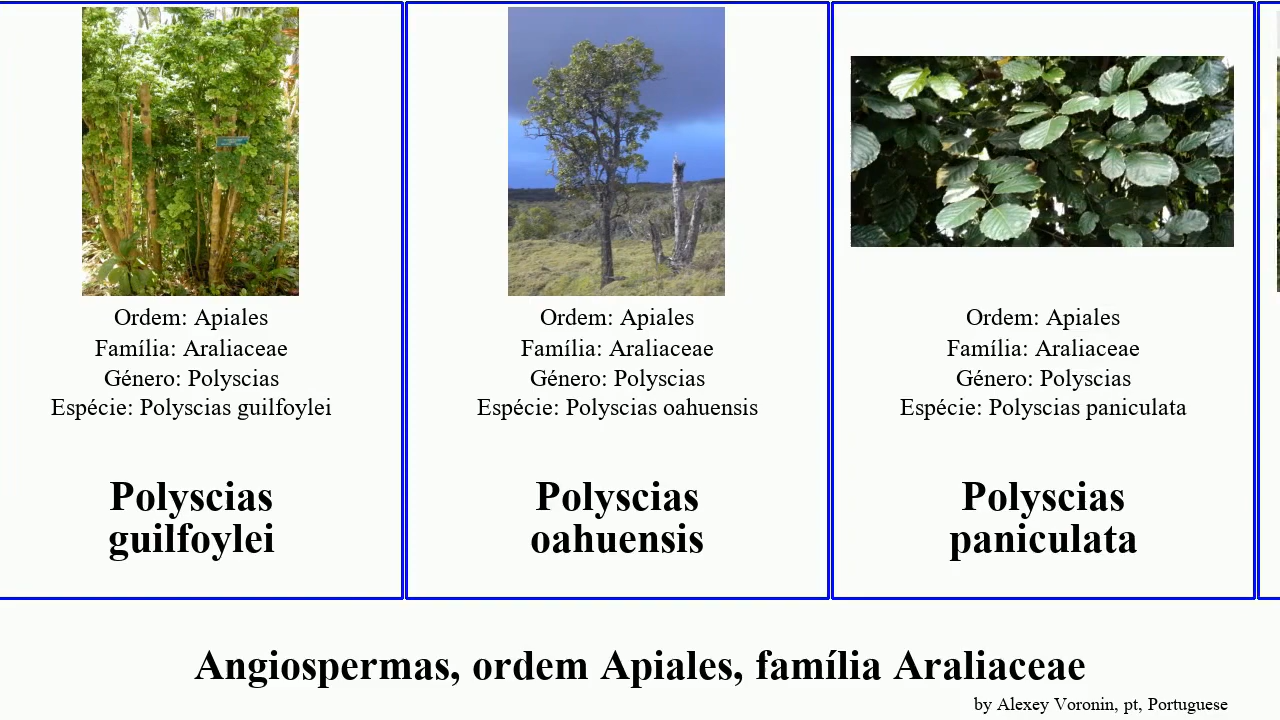 Ordem: Apiales
Família: Araliaceae
Género: Polyscias
Espécie: Polyscias guilfoylei
Polyscias
guilfoylei
Ordem: Apiales
Família: Araliaceae
Género: Polyscias
Espécie: Polyscias oahuensis
Polyscias
oahuensis
Ordem: Apiales
Família: Araliaceae
Género: Polyscias
Espécie: Polyscias paniculata
Polyscias
paniculata
Angiospermas, ordem Apiales, família Araliaceae
by Alexey Voronin, pt, Portuguese